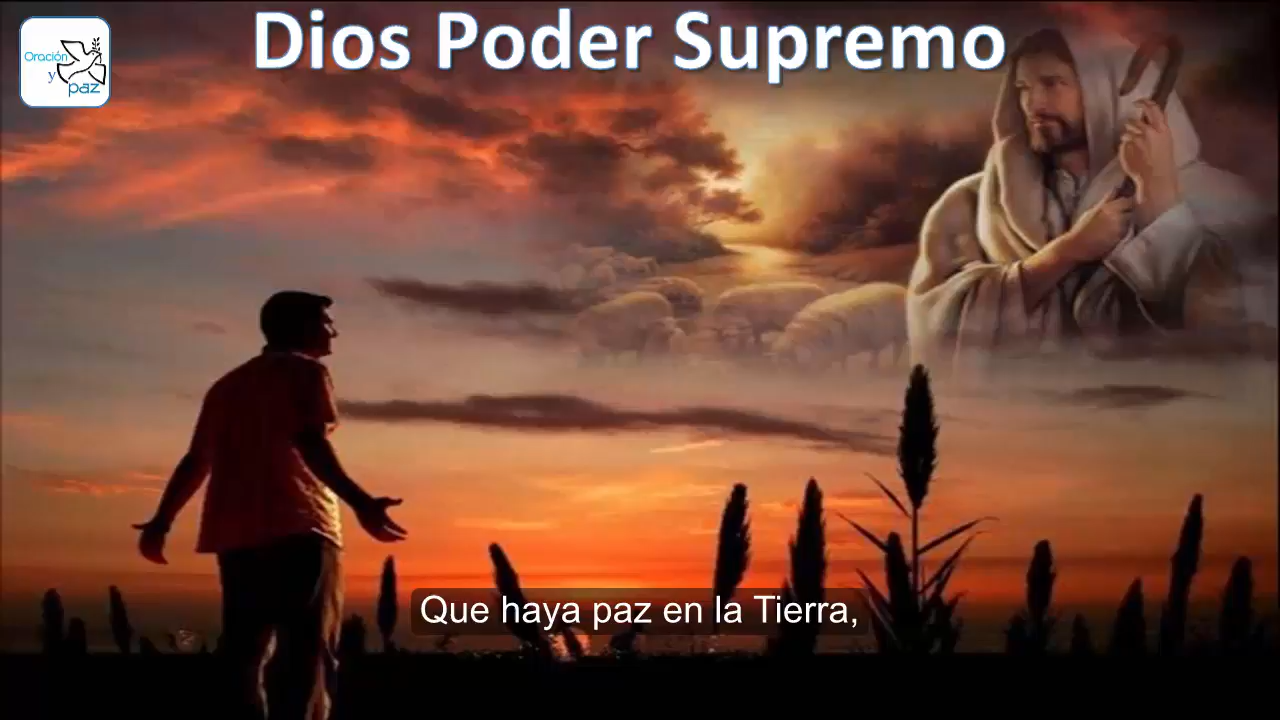 Dios Poder Supremo
Oración
y
paz
Que haya paz en la Tierra,